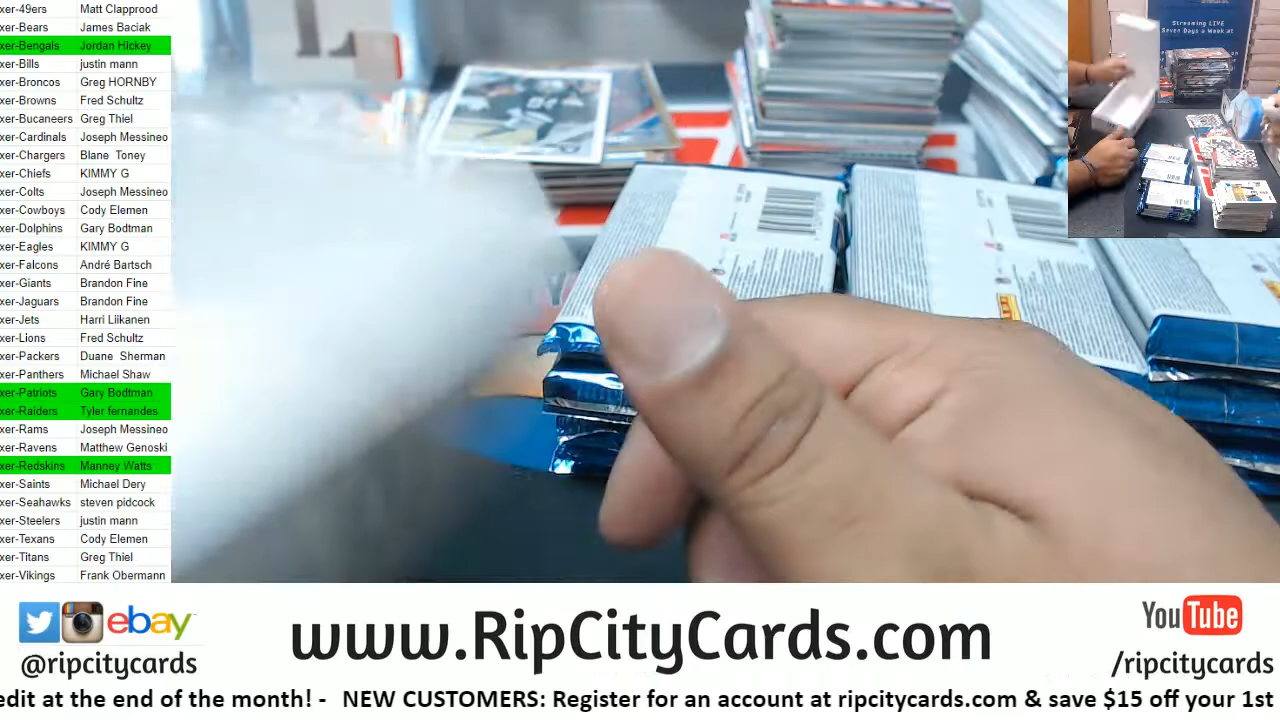 xer-49ers Matt Clapprood
xer-Bears James Baciak
xer-Bengals Jordan Hickey
xer-Bills justin mann
xer-Broncos Greg HORNBY
xer-Browns Fred Schultz
xer-Bucaneers Greg Thiel
xer-Cardinals Joseph Messineo
xer-Chargers Blane Toney
xer-Chiefs KIMMY G
xer-Colts Joseph Messineo
xer-Cowboys Cody Elemen
xer-Dolphins Gary Bodtman
xer-Eagles KIMMY G
xer-Falcons André Bartsch
xer-Giants Brandon Fine
xer-Jaguars Brandon Fine
xer-Jets Harri Liikanen
xer-Lions Fred Schultz
xer-Packers Duane Sherman
xer-Panthers Michael Shaw
xer-Patriots Gary Bodtman
xer-Raiders Tyler fernandes
xer-Rams Joseph Messineo
xer-Ravens Matthew Genoski
xer-Redskins Manney Watts
xer-Saints Michael Dery
xer-Seahawks steven pidcock
xer-Steelers justin mann
xer-Texans Cody Elemen
xer-Titans Greg Thiel
xer-Vikings Frank Obermann
Streaming LIVE
Seven Days a Week at
ebay
@ripcitycards
www.RipCityCards.com
YouTube
/ripcitycards
edit at the end of the month! - NEW CUSTOMERS: Register for an account at ripcitycards.com & save $15 off your 1st